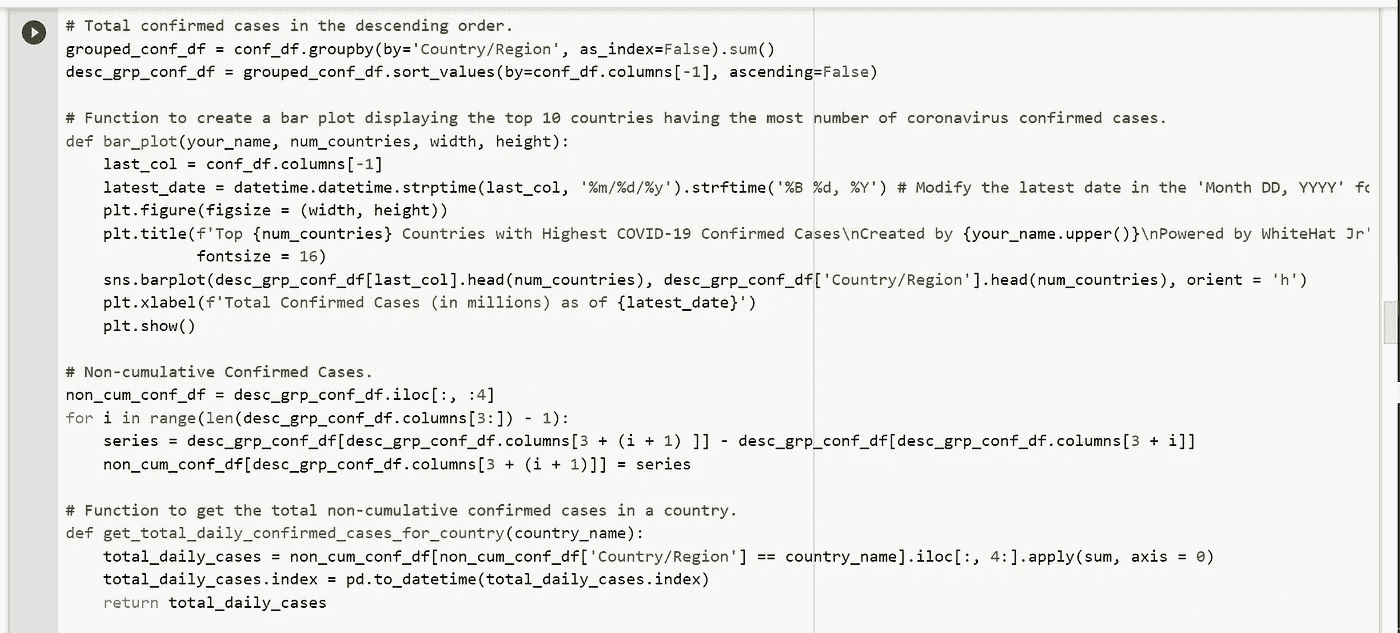 # Total confirmed cases in the descending order.
grouped_conf_df = conf_df.groupby(by='Country/Region', as_index=False).sum()
desc_grp_conf_df = grouped_conf_df.sort_values(by=conf_df.columns[-1], ascending=False)

# Function to create a bar plot displaying the top 10 countries having the most number of coronavirus confirmed cases.
def bar_plot(your_name, num_countries, width, height):
    last_col = conf_df.columns[-1]
    latest_date = datetime.datetime.strptime(last_col, '%m/%d/%y').strftime('%B %d, %Y') # Modify the latest date in the 'Month DD, YYYY'
    plt.figure(figsize = (width, height))
    plt.title(f'Top {num_countries} Countries with Highest COVID-19 Confirmed Cases\nCreated by {your_name.upper()}\nPowered by WhiteHat Jr'
              fontsize = 16)
    sns.barplot(desc_grp_conf_df[last_col].head(num_countries), desc_grp_conf_df['Country/Region'].head(num_countries), orient = 'h')
    plt.xlabel(f'Total Confirmed Cases (in millions) as of {latest_date}')
    plt.show()

# Non-cumulative Confirmed Cases.
non_cum_conf_df = desc_grp_conf_df.iloc[:, :4]
for i in range(len(desc_grp_conf_df.columns[3:]) - 1):
    series = desc_grp_conf_df[desc_grp_conf_df.columns[3 + (i + 1) ]] - desc_grp_conf_df[desc_grp_conf_df.columns[3 + i]]
    non_cum_conf_df[desc_grp_conf_df.columns[3 + (i + 1)]] = series

# Function to get the total non-cumulative confirmed cases in a country.
def get_total_daily_confirmed_cases_for_country(country_name):
    total_daily_cases = non_cum_conf_df[non_cum_conf_df['Country/Region'] == country_name].iloc[:, 4:].apply(sum, axis = 0)
    total_daily_cases.index = pd.to_datetime(total_daily_cases.index)
    return total_daily_cases